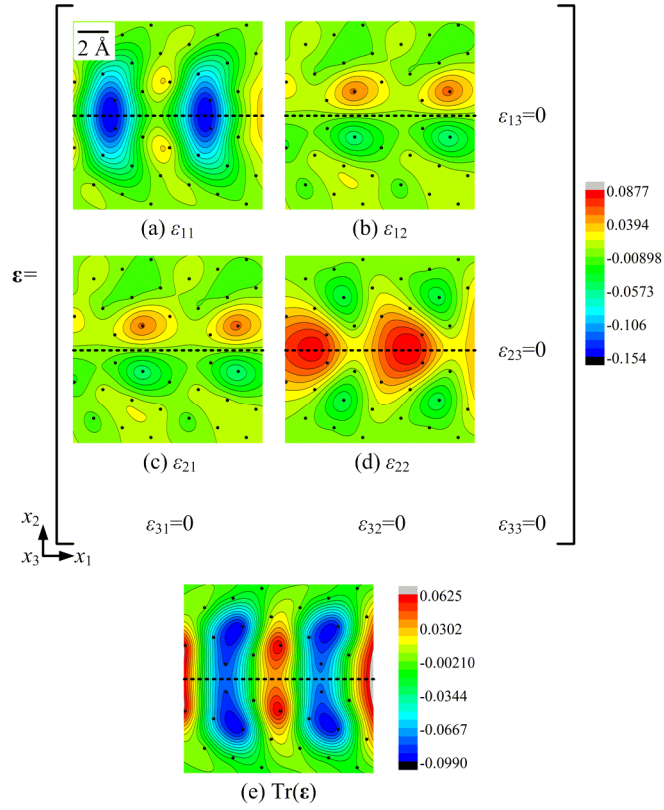 2 Å
(a) ε11
(b) ε12
ε13=0
ε=
0.0877
0.0394
-0.00898
-0.0573
-0.106
-0.154
(c) ε21
(d) ε22
ε23=0
ε31=0
ε32=0
ε33=0
x2
x3
x1
0.0625
0.0302
-0.00210
-0.0344
-0.0667
-0.0990
(e) Tr(ε)